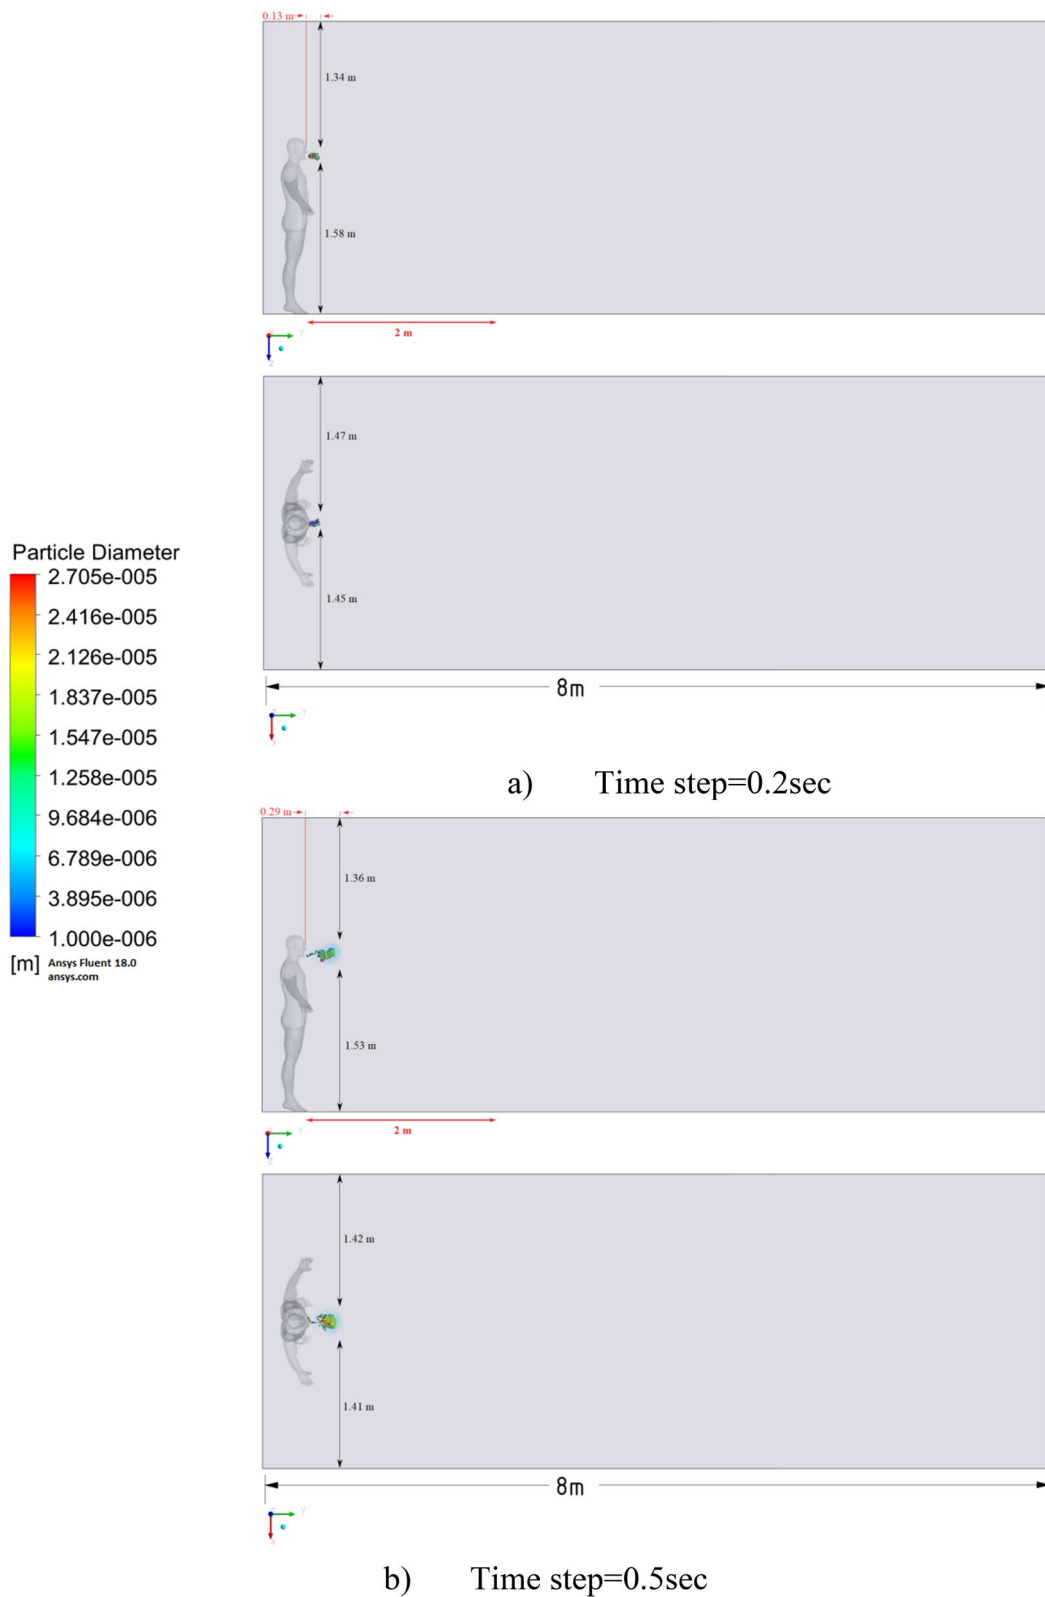 0.13 m
1.34 m
1.58 m
2 m
Y
Z
1.47 m
1.45 m
8m
Y
X
Particle Diameter
2.705e-005
2.416e-005
2.126e-005
1.837e-005
1.547e-005
1.258e-005
9.684e-006
6.789e-006
3.895e-006
1.000e-006
[m] Ansys Fluent 18.0
ansys.com
a) Time step=0.2sec
0.29 m
1.36 m
1.53 m
2 m
Y
Z
1.42 m
1.41 m
8m
Y
X
b) Time step=0.5sec